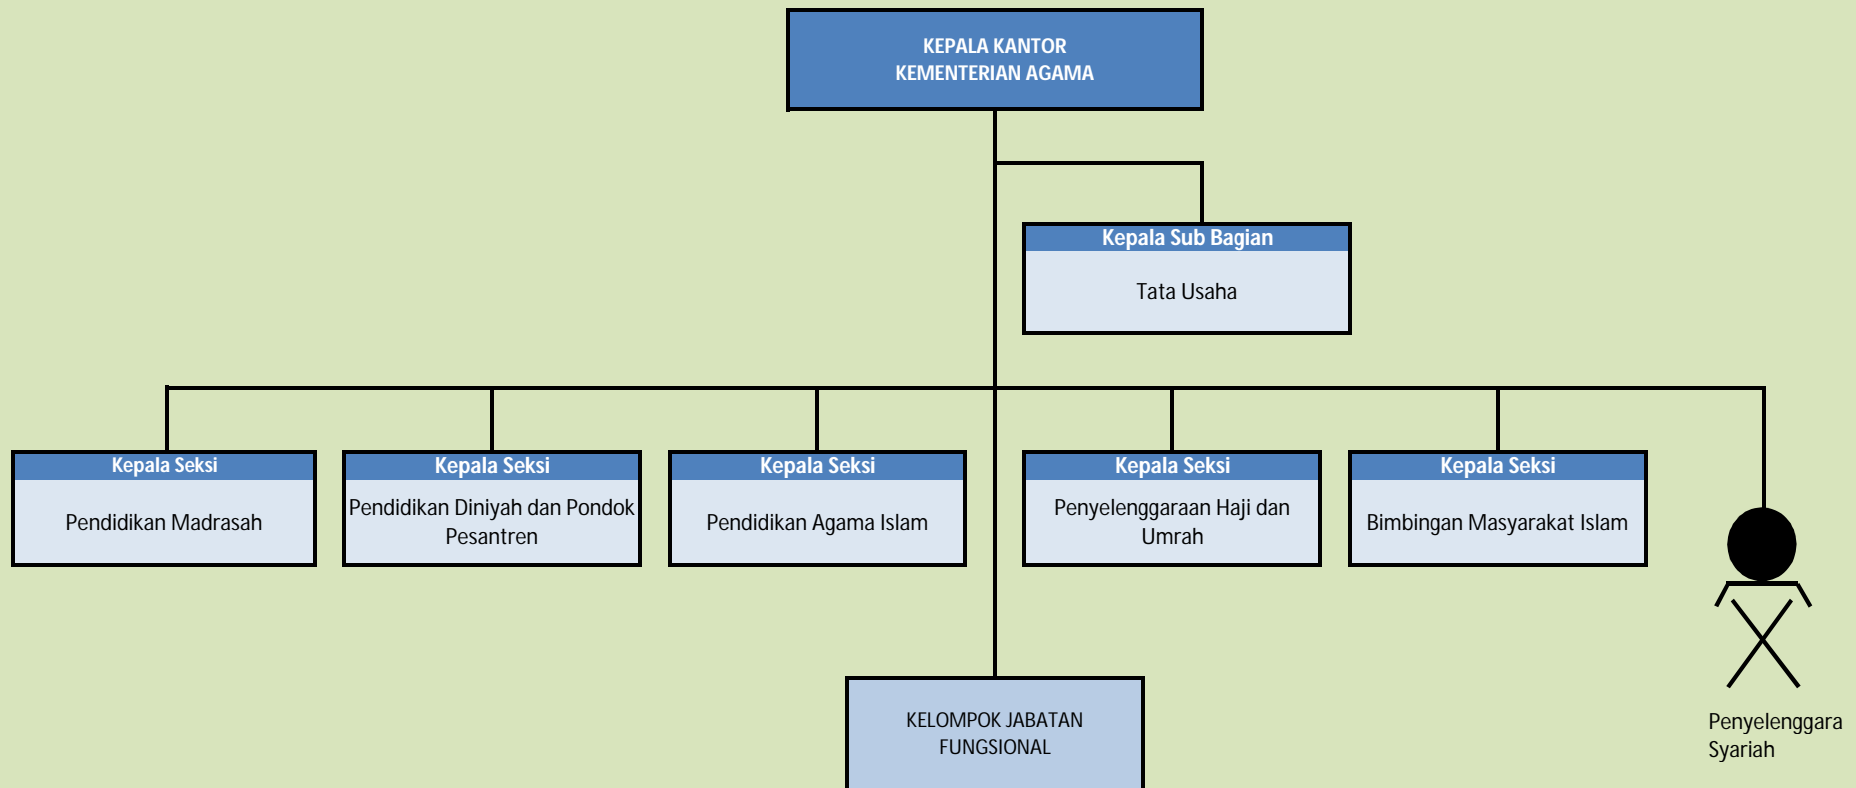 KEPALA KANTOR
KEMENTERIAN AGAMA
Kepala Sub Bagian
Tata Usaha
Kepala Seksi
Pendidikan Madrasah
Kepala Seksi
Pendidikan Diniyah dan Pondok
Pesantren
Kepala Seksi
Pendidikan Agama Islam
Kepala Seksi
Penyelenggaraan Haji dan
Umrah
Kepala Seksi
Bimbingan Masyarakat Islam
Penyelenggara
Syariah
KELOMPOK JABATAN
FUNGSIONAL